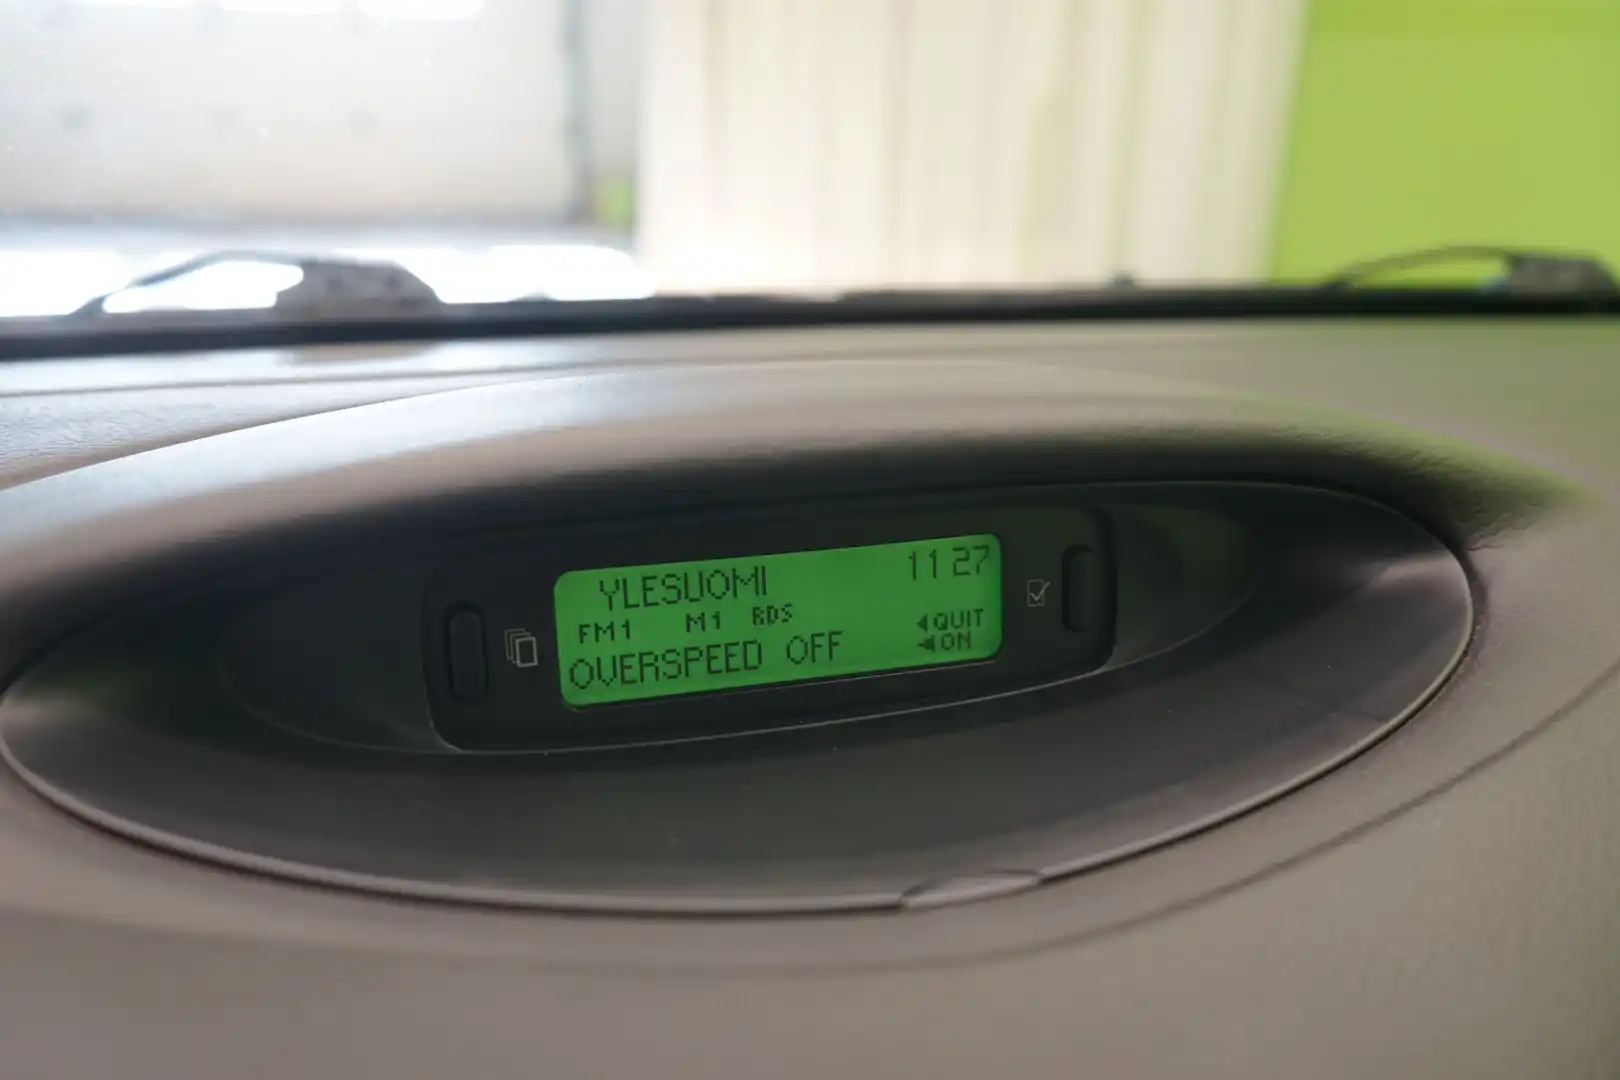 YLESUOMI 11 27
FM1 M1 RDS ◀QUIT
OVERSPEED OFF ◀ON